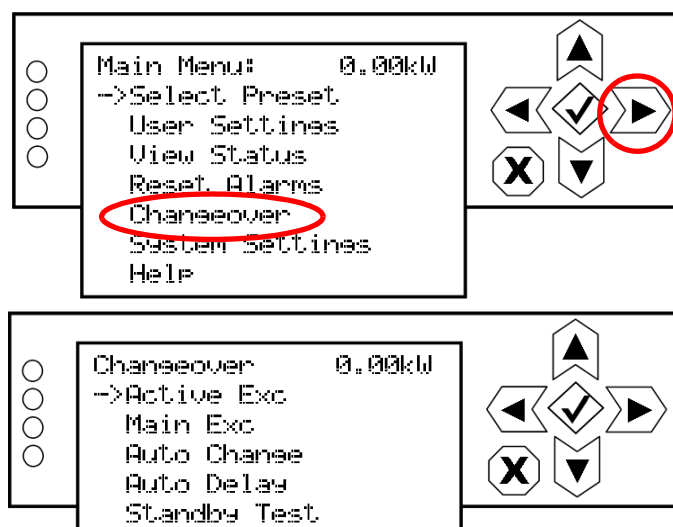 Main Menu: 0.00kW
->Select Preset
User Settings
View Status
Reset Alarms
Changeover
System Settings
Help
X
Changeover 0.00kW
->Active Exc
Main Exc
Auto Change
Auto Delay
Standby Test
X